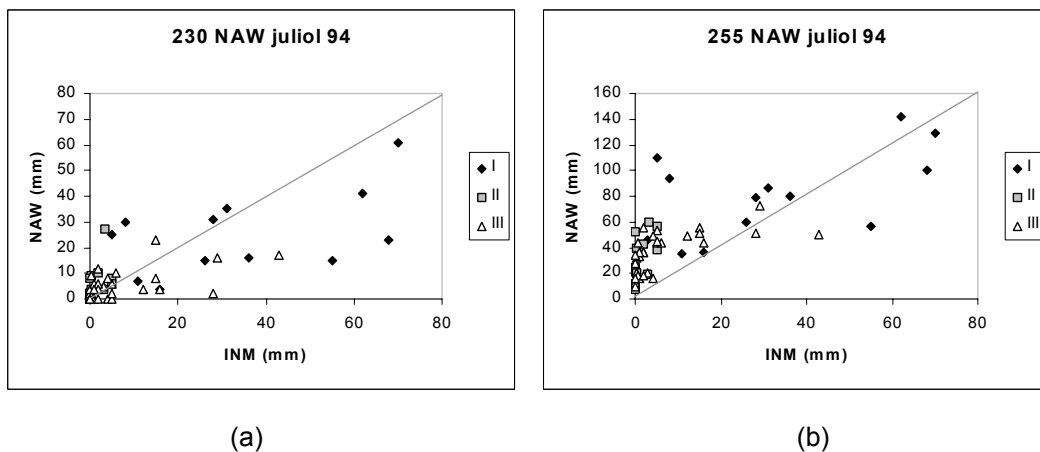 230 NAW juliol 94
80
70
60
50
40
30
20
10
0
NAW (mm)
0 20 40 60 80
INM (mm)
I
II
III
(a)
255 NAW juliol 94
160
140
120
100
80
60
40
20
0
NAW (mm)
0 20 40 60 80
INM (mm)
I
II
III
(b)